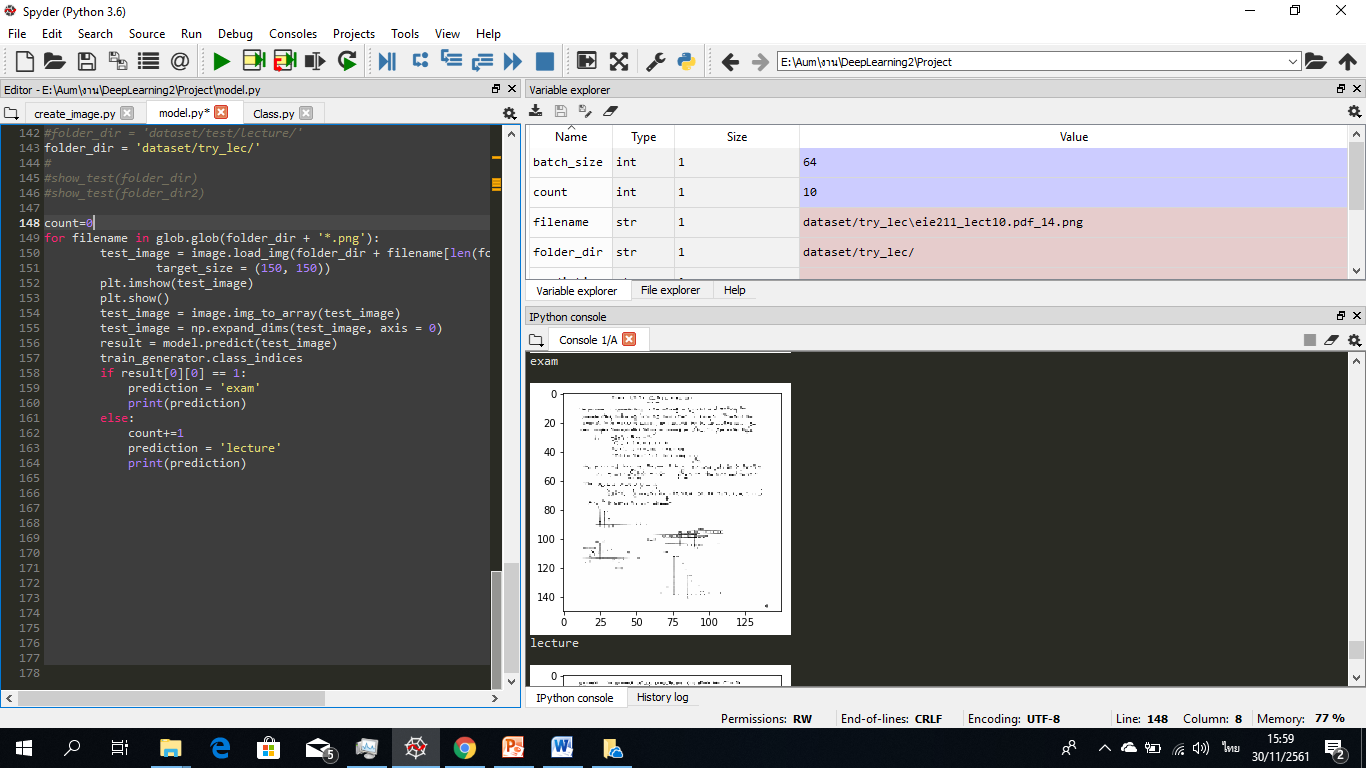 Spyder (Python 3.6)
File Edit Search Source Run Debug Consoles Projects Tools View Help
E:\Aum\งาน\DeepLearning2\Project
Editor - E:\Aum\งาน\DeepLearning2\Project\model.py
create_image.py model.py* Class.py
142 #folder_dir = 'dataset/test/lecture/'
143 folder_dir = 'dataset/try_lec/'
144 #
145 #show_test(folder_dir)
146 #show_test(folder_dir2)
147
148 count=0
149 for filename in glob.glob(folder_dir + '*.png'):
150 test_image = image.load_img(folder_dir + filename[len(fo
151 target_size = (150, 150))
152 plt.imshow(test_image)
153 plt.show()
154 test_image = image.img_to_array(test_image)
155 test_image = np.expand_dims(test_image, axis = 0)
156 result = model.predict(test_image)
157 train_generator.class_indices
158 if result[0][0] == 1:
159 prediction = 'exam'
160 print(prediction)
161 else:
162 count+=1
163 prediction = 'lecture'
164 print(prediction)
165
166
167
168
169
170
171
172
173
174
175
176
177
178
Variable explorer
Name Type Size Value
batch_size int 1 64
count int 1 10
filename str 1 dataset/try_lec\eie211_lect10.pdf_14.png
folder_dir str 1 dataset/try_lec/
Variable explorer File explorer Help
IPython console
Console 1/A
exam
0
20
40
60
80
100
120
140
0 25 50 75 100 125
lecture
0
IPython console History log
Permissions: RW End-of-lines: CRLF Encoding: UTF-8 Line: 148 Column: 8 Memory: 77 %
5
ไทย
15:59
30/11/2561
2